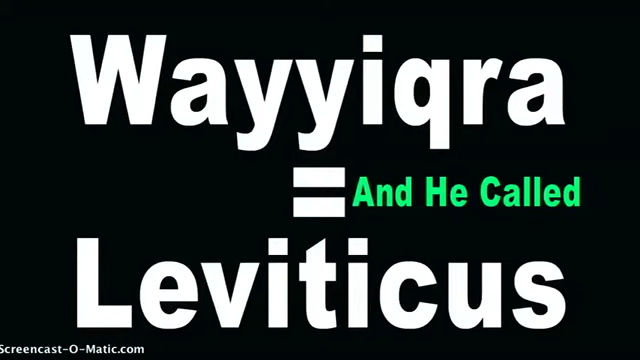 Wayyiqra
= And He Called
Leviticus
Screencast-O-Matic.com